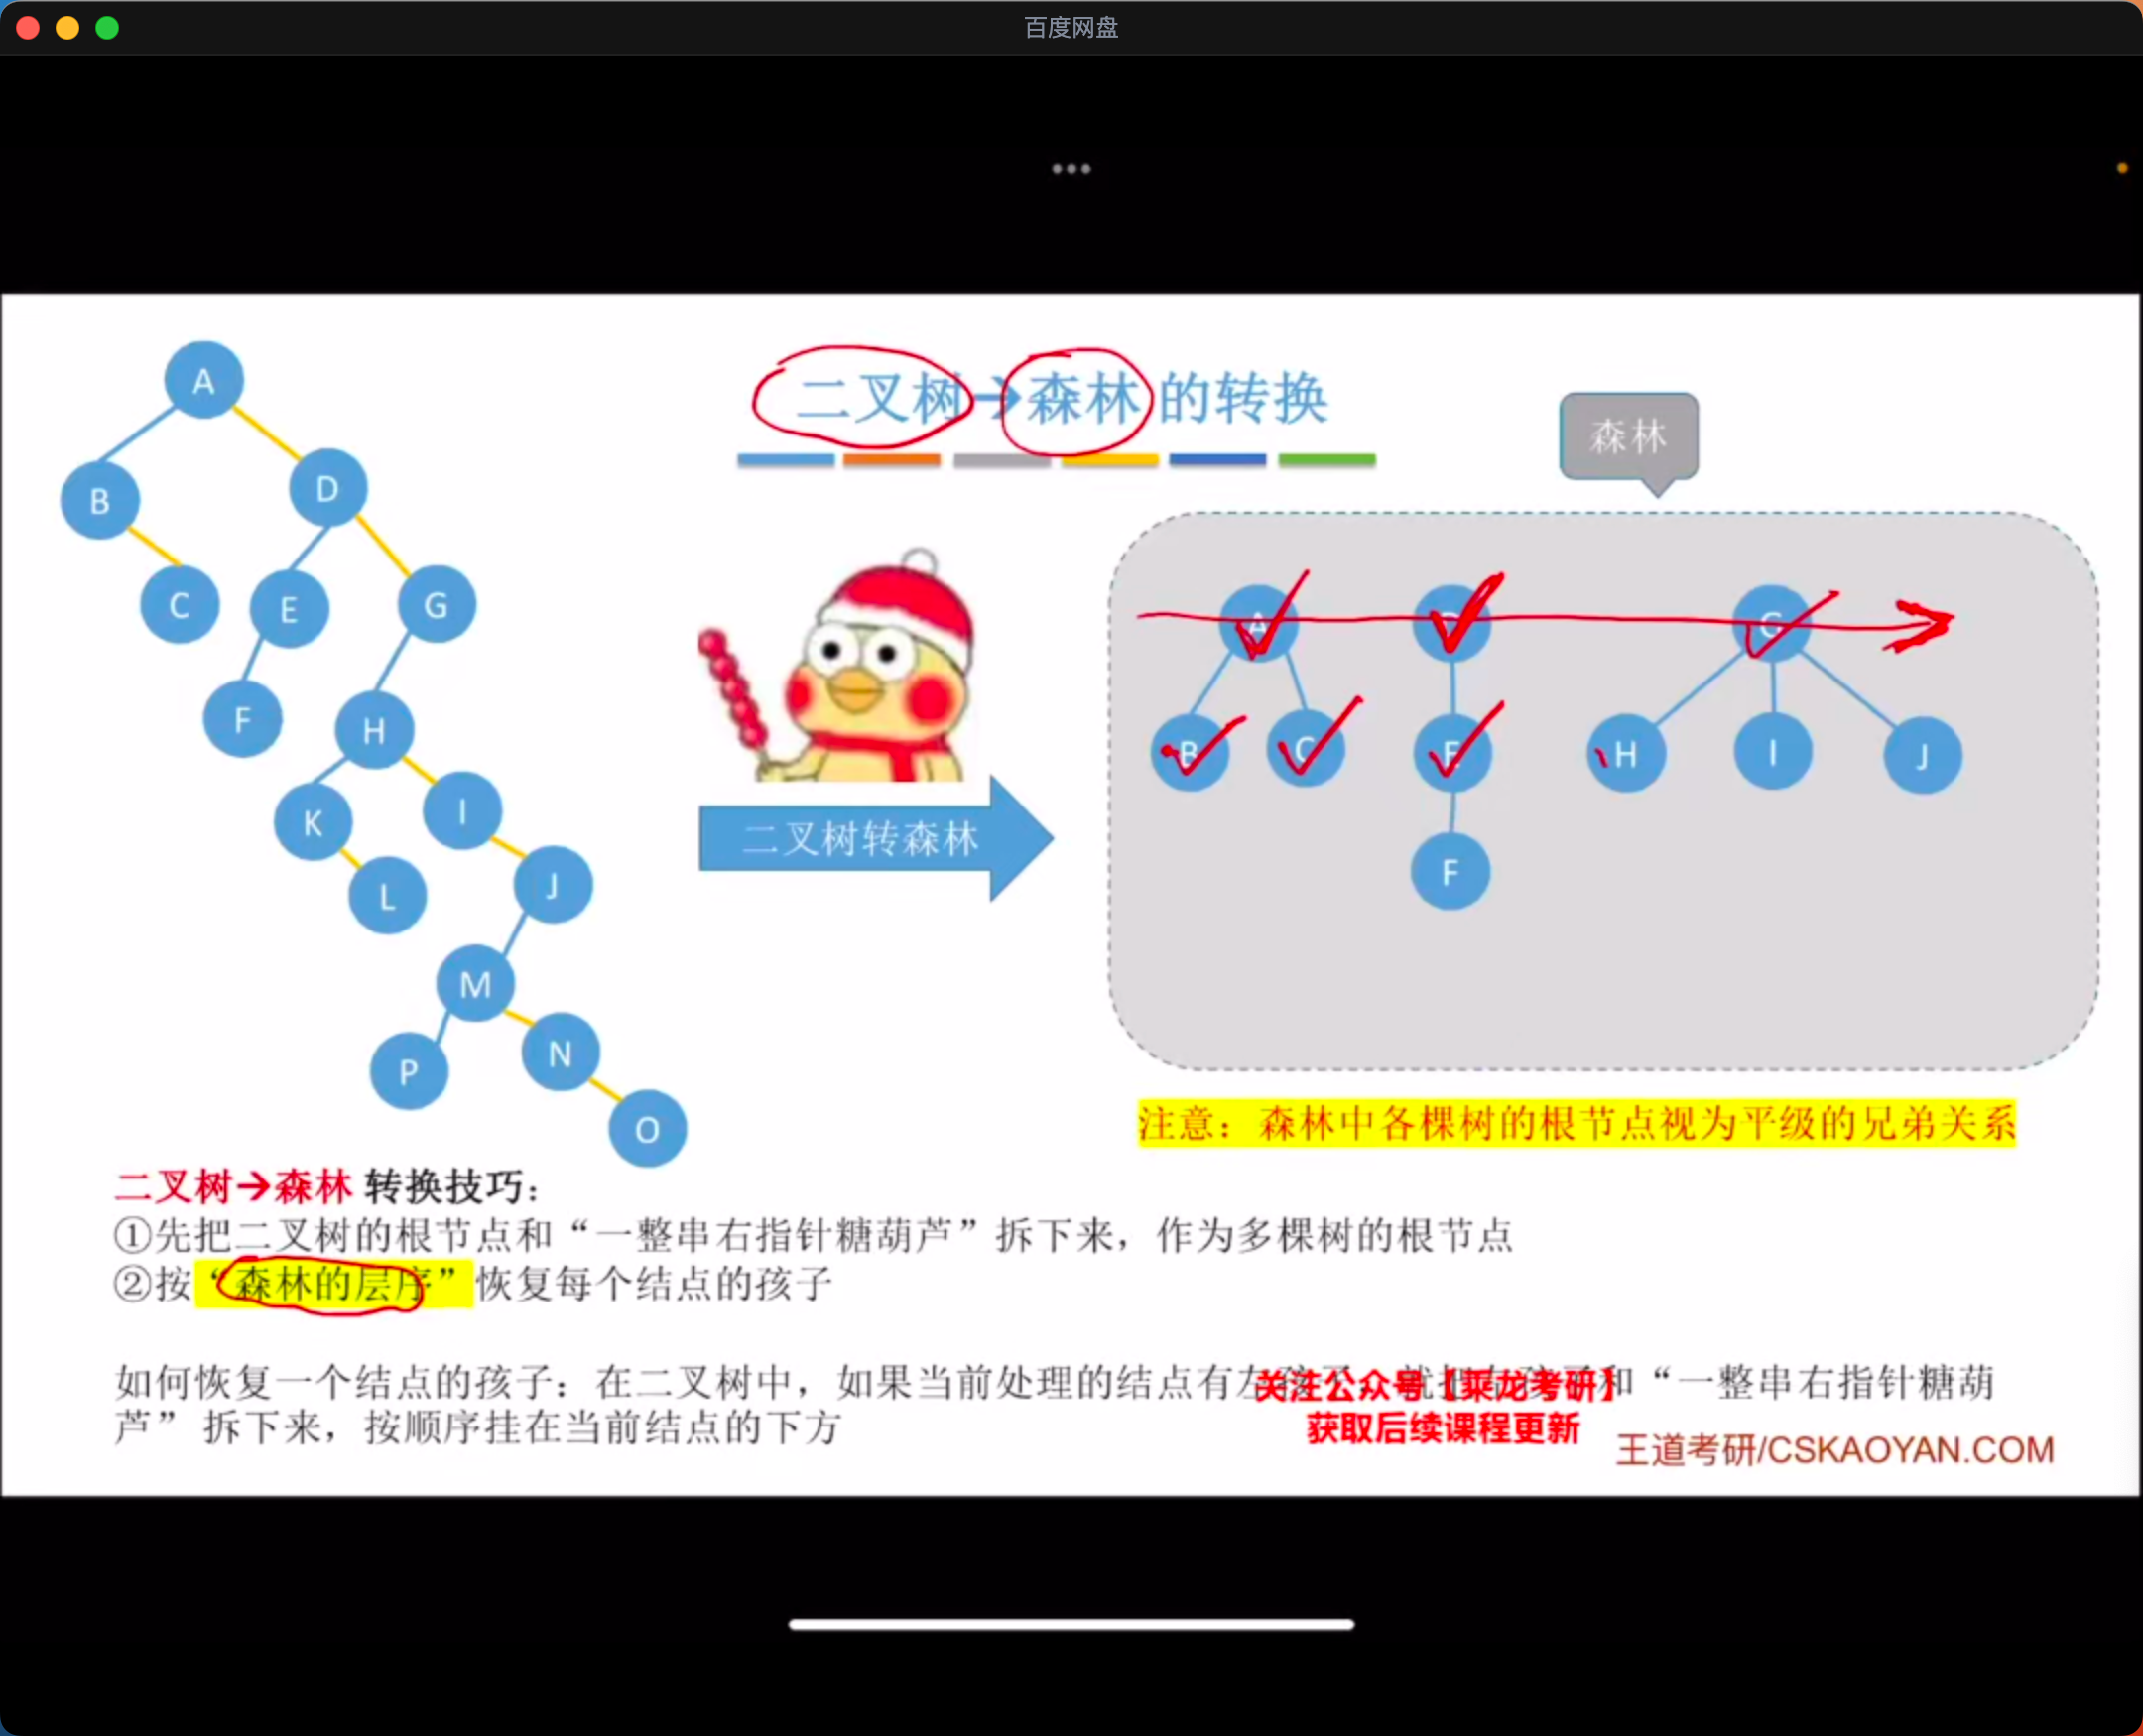 百度网盘
二叉树→森林 的转换
森林
A
B
D
C
E
G
F
H
K
I
L
J
M
P
N
O
二叉树转森林
A
D
G
B
C
E
H
I
J
F
注意：森林中各棵树的根节点视为平级的兄弟关系
二叉树→森林 转换技巧：
①先把二叉树的根节点和“一整串右指针糖葫芦”拆下来，作为多棵树的根节点
②按“森林的层序”恢复每个结点的孩子
如何恢复一个结点的孩子：在二叉树中，如果当前处理的结点有左孩子，就把左孩子和“一整串右指针糖葫
芦” 拆下来，按顺序挂在当前结点的下方
关注公众号【乘龙考研】
获取后续课程更新
王道考研/CSKAOYAN.COM